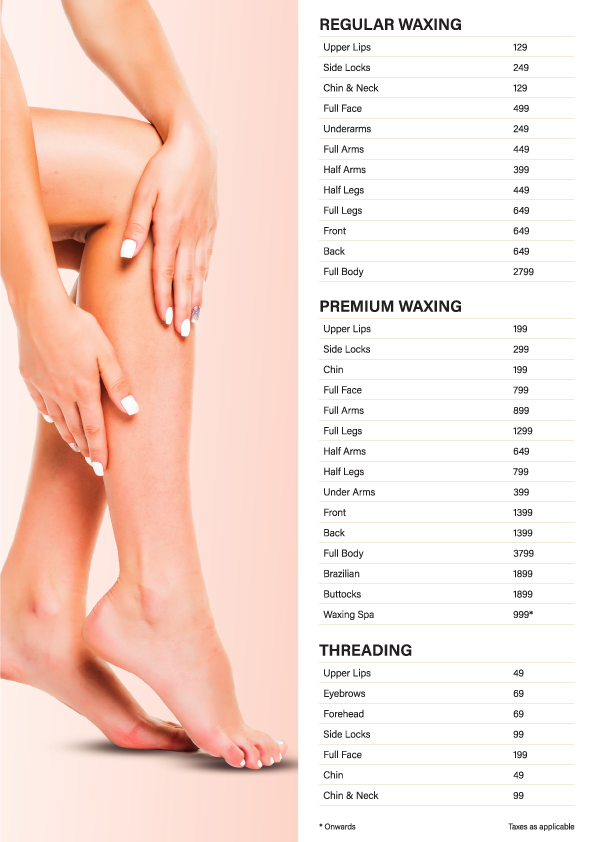 REGULAR WAXING
Upper Lips 129
Side Locks 249
Chin & Neck 129
Full Face 499
Underarms 249
Full Arms 449
Half Arms 399
Half Legs 449
Full Legs 649
Front 649
Back 649
Full Body 2799
PREMIUM WAXING
Upper Lips 199
Side Locks 299
Chin 199
Full Face 799
Full Arms 899
Full Legs 1299
Half Arms 649
Half Legs 799
Under Arms 399
Front 1399
Back 1399
Full Body 3799
Brazilian 1899
Buttocks 1899
Waxing Spa 999*
THREADING
Upper Lips 49
Eyebrows 69
Forehead 69
Side Locks 99
Full Face 199
Chin 49
Chin & Neck 99
* Onwards Taxes as applicable